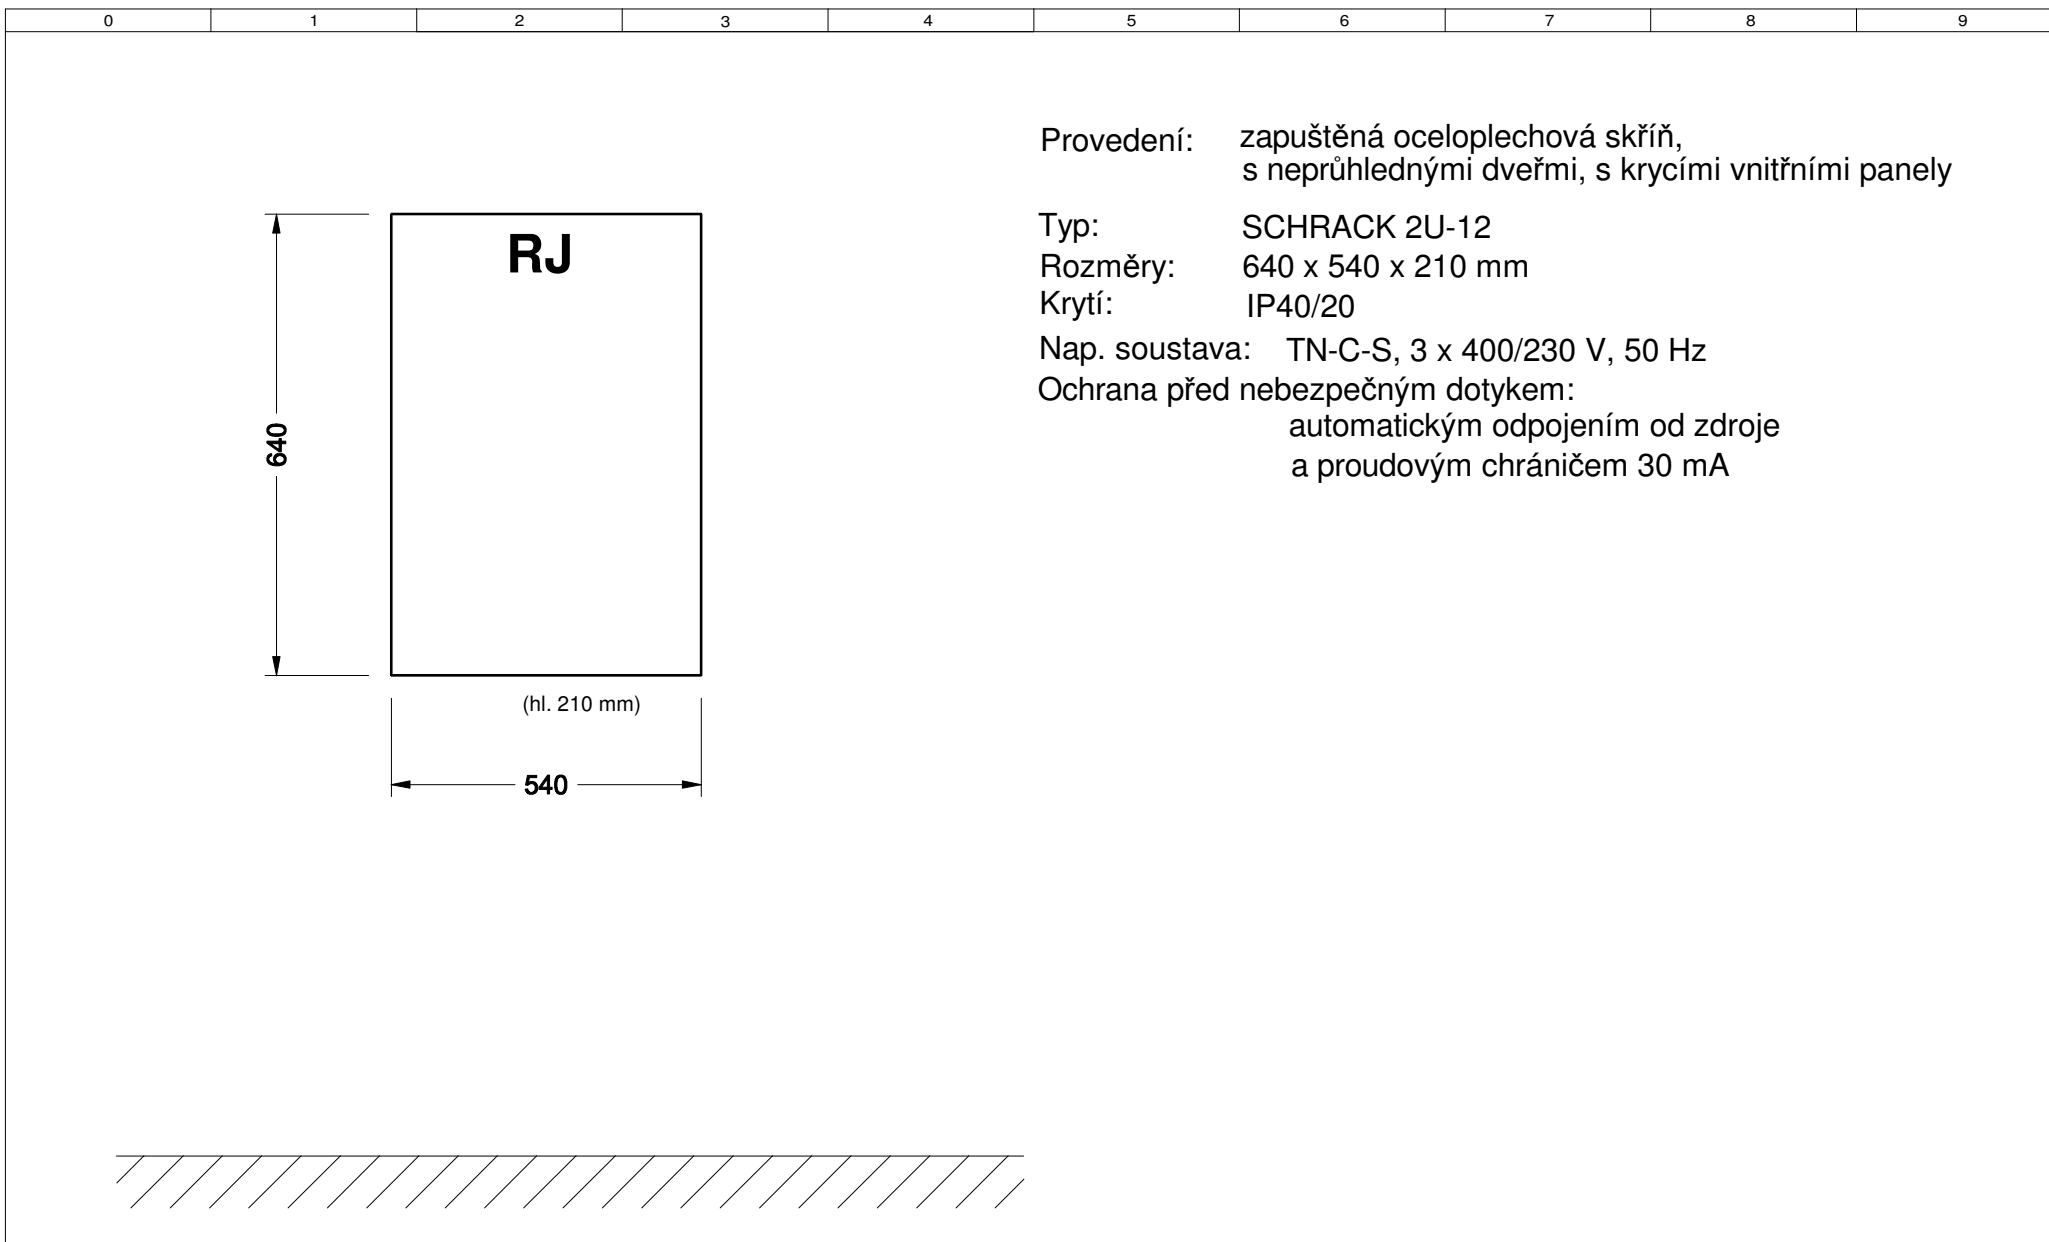 0 1 2 3 4 5 6 7 8 9
Provedení: zapuštěná oceloplechová skříň,
s neprůhlednými dveřmi, s krycími vnitřními panely
Typ: SCHRACK 2U-12
Rozměry: 640 x 540 x 210 mm
Krytí: IP40/20
Nap. soustava: TN-C-S, 3 x 400/230 V, 50 Hz
Ochrana před nebezpečným dotykem:
automatickým odpojením od zdroje
a proudovým chráničem 30 mA
RJ
640
(hl. 210 mm)
540